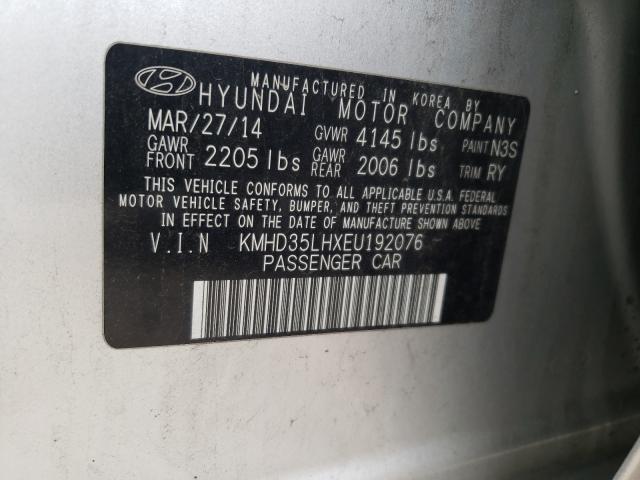 MANUFACTURED IN KOREA BY
HYUNDAI MOTOR COMPANY
MAR/27/14 GVWR 4145 lbs PAINT N3S
GAWR FRONT 2205 lbs GAWR REAR 2006 lbs TRIM RY
THIS VEHICLE CONFORMS TO ALL APPLICABLE U.S.A. FEDERAL
MOTOR VEHICLE SAFETY, BUMPER, AND THEFT PREVENTION STANDARDS
IN EFFECT ON THE DATE OF MANUFACTURE SHOWN ABOVE
V.I.N KMHD35LHXEU192076
PASSENGER CAR